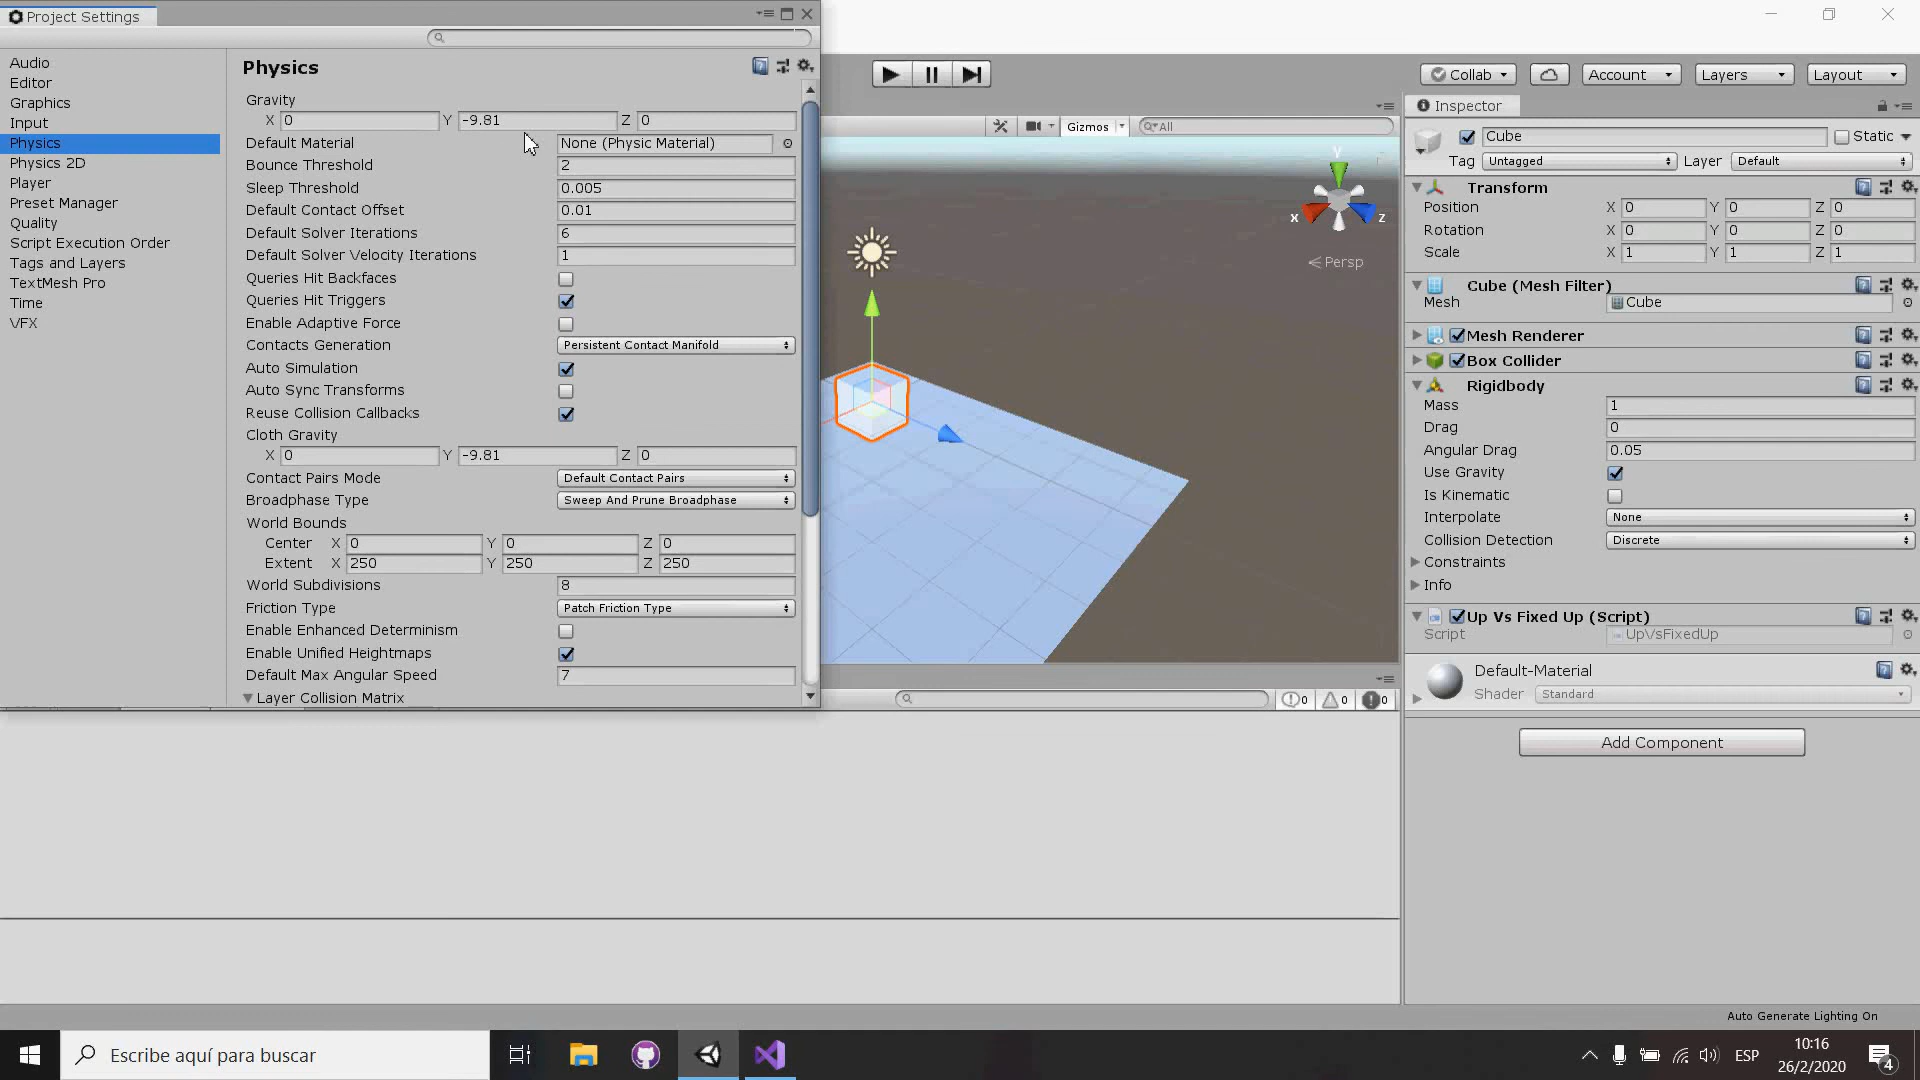 Project Settings
Audio
Editor
Graphics
Input
Physics
Physics 2D
Player
Preset Manager
Quality
Script Execution Order
Tags and Layers
TextMesh Pro
Time
VFX
Physics
Gravity
X 0 Y -9.81 Z 0
Default Material None (Physic Material)
Bounce Threshold 2
Sleep Threshold 0.005
Default Contact Offset 0.01
Default Solver Iterations 6
Default Solver Velocity Iterations 1
Queries Hit Backfaces
Queries Hit Triggers
Enable Adaptive Force
Contacts Generation Persistent Contact Manifold
Auto Simulation
Auto Sync Transforms
Reuse Collision Callbacks
Cloth Gravity
X 0 Y -9.81 Z 0
Contact Pairs Mode Default Contact Pairs
Broadphase Type Sweep And Prune Broadphase
World Bounds
Center X 0 Y 0 Z 0
Extent X 250 Y 250 Z 250
World Subdivisions 8
Friction Type Patch Friction Type
Enable Enhanced Determinism
Enable Unified Heightmaps
Default Max Angular Speed 7
Layer Collision Matrix
Collab Account Layers Layout
Gizmos All
y
x z
Persp
0 0 0
Inspector
Cube Static
Tag Untagged Layer Default
Transform
Position X 0 Y 0 Z 0
Rotation X 0 Y 0 Z 0
Scale X 1 Y 1 Z 1
Cube (Mesh Filter)
Mesh Cube
Mesh Renderer
Box Collider
Rigidbody
Mass 1
Drag 0
Angular Drag 0.05
Use Gravity
Is Kinematic
Interpolate None
Collision Detection Discrete
Constraints
Info
Up Vs Fixed Up (Script)
Script UpVsFixedUp
Default-Material
Shader Standard
Add Component
Auto Generate Lighting On
Escribe aquí para buscar
ESP
10:16
26/2/2020
4